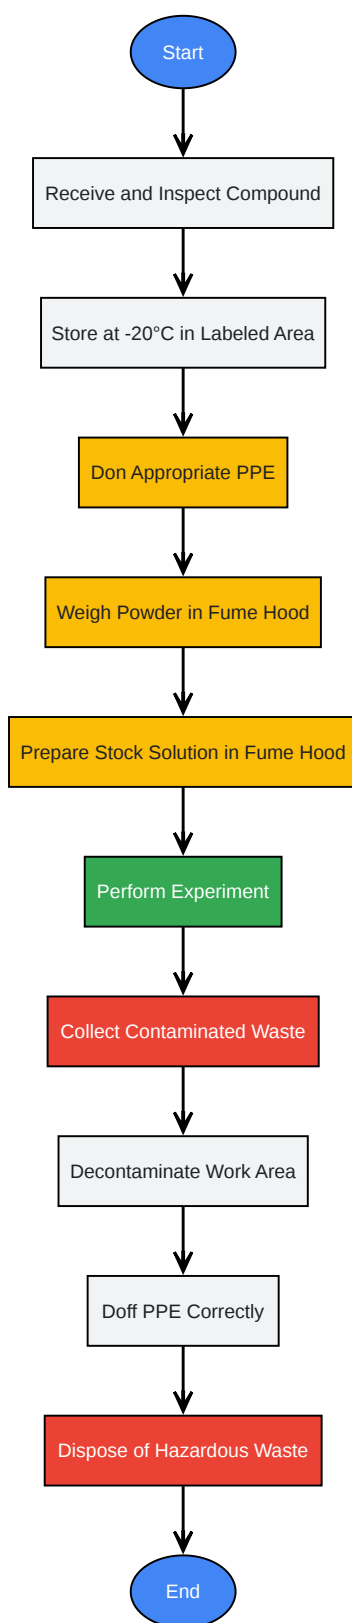 Start
Receive and Inspect Compound
Store at -20°C in Labeled Area
Don Appropriate PPE
Weigh Powder in Fume Hood
Prepare Stock Solution in Fume Hood
Perform Experiment
Collect Contaminated Waste
Decontaminate Work Area
Doff PPE Correctly
Dispose of Hazardous Waste
End